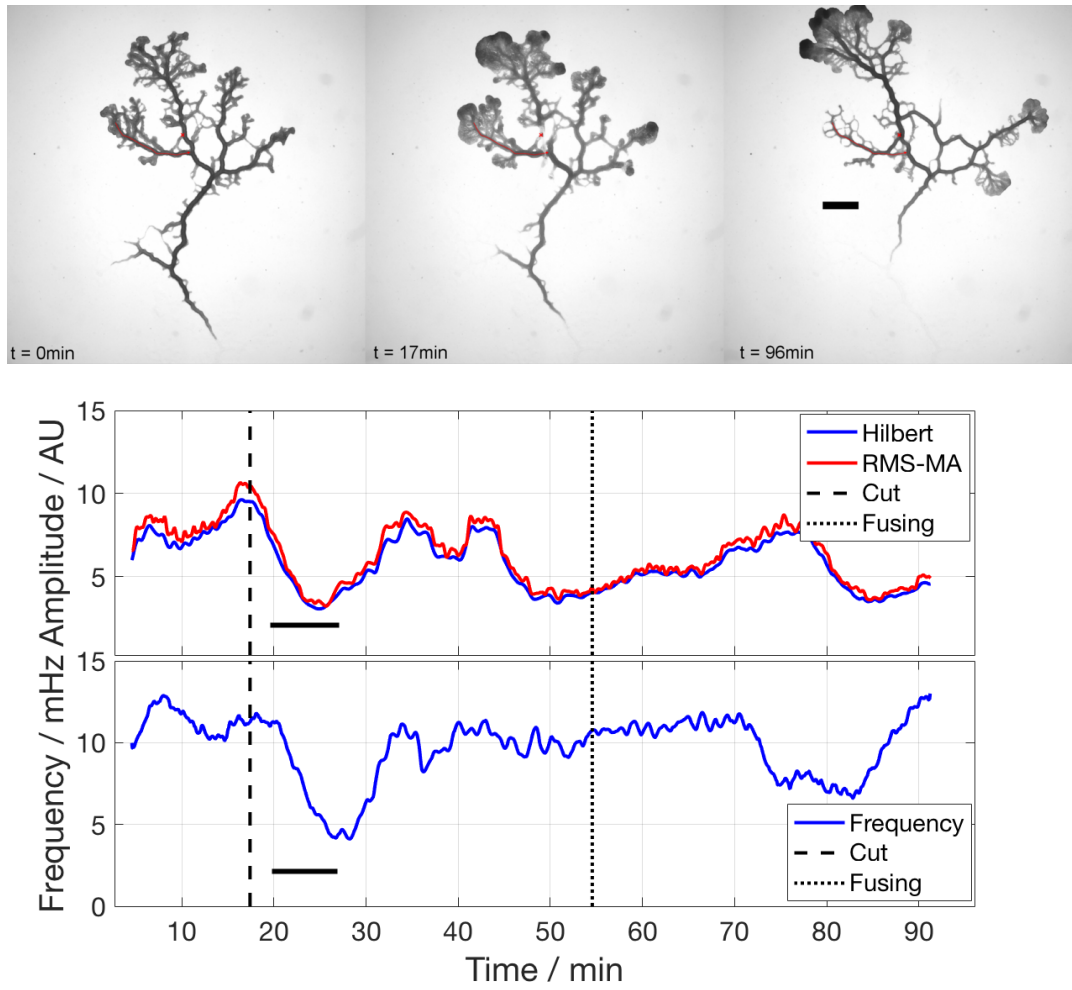 t = 0min
t = 17min
t = 96min
Frequency / mHz Amplitude / AU
15
10
5
Hilbert
RMS-MA
Cut
Fusing
15
10
5
0
Frequency
Cut
Fusing
10 20 30 40 50 60 70 80 90
Time / min